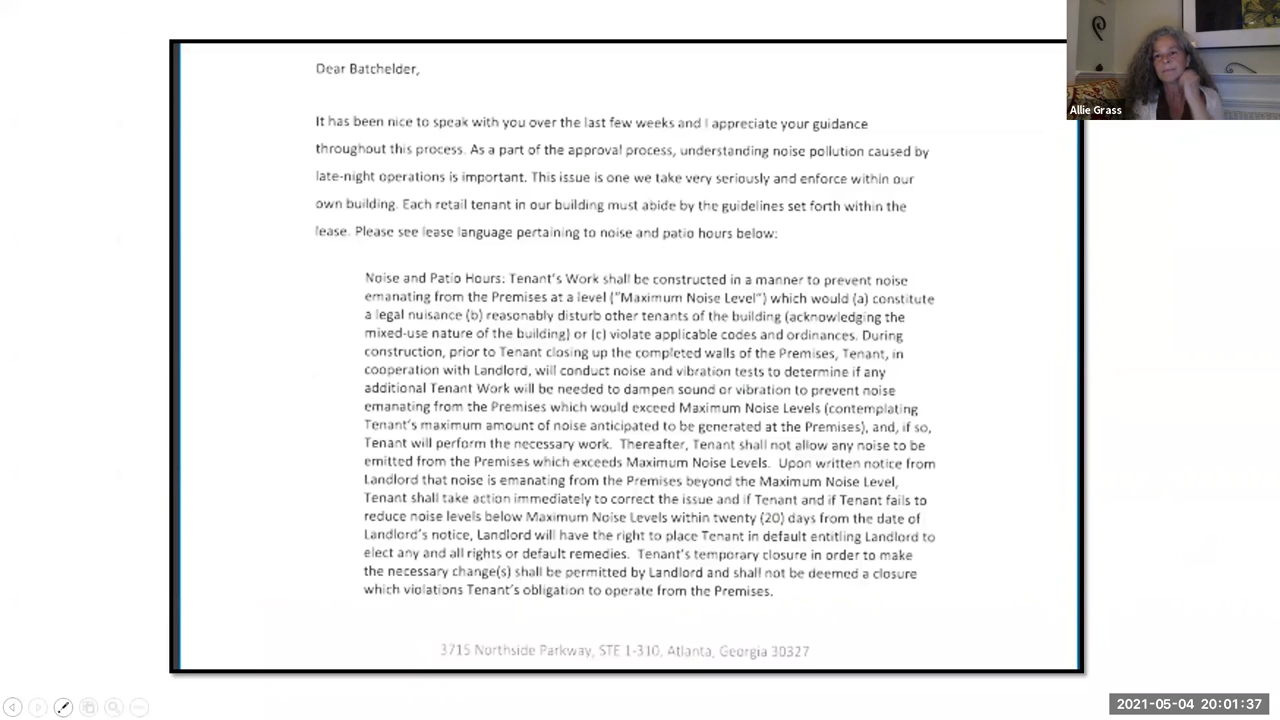 Dear Batchelder,
It has been nice to speak with you over the last few weeks and I appreciate your guidance
throughout this process. As a part of the approval process, understanding noise pollution caused by
late-night operations is important. This issue is one we take very seriously and enforce within our
own building. Each retail tenant in our building must abide by the guidelines set forth within the
lease. Please see lease language pertaining to noise and patio hours below:
Noise and Patio Hours: Tenant's Work shall be constructed in a manner to prevent noise
emanating from the Premises at a level ("Maximum Noise Level") which would (a) constitute
a legal nuisance (b) reasonably disturb other tenants of the building (acknowledging the
mixed-use nature of the building) or (c) violate applicable codes and ordinances. During
construction, prior to Tenant closing up the completed walls of the Premises, Tenant, in
cooperation with Landlord, will conduct noise and vibration tests to determine if any
additional Tenant Work will be needed to dampen sound or vibration to prevent noise
emanating from the Premises which would exceed Maximum Noise Levels (contemplating
Tenant's maximum amount of noise anticipated to be generated at the Premises), and, if so,
Tenant will perform the necessary work. Thereafter, Tenant shall not allow any noise to be
emitted from the Premises which exceeds Maximum Noise Levels. Upon written notice from
Landlord that noise is emanating from the Premises beyond the Maximum Noise Level,
Tenant shall take action immediately to correct the issue and if Tenant and if Tenant fails to
reduce noise levels below Maximum Noise Levels within twenty (20) days from the date of
Landlord's notice, Landlord will have the right to place Tenant in default entitling Landlord to
elect any and all rights or default remedies. Tenant's temporary closure in order to make
the necessary change(s) shall be permitted by Landlord and shall not be deemed a closure
which violations Tenant's obligation to operate from the Premises.
3715 Northside Parkway, STE 1-310, Atlanta, Georgia 30327
Allie Grass
2021-05-04 20:01:37